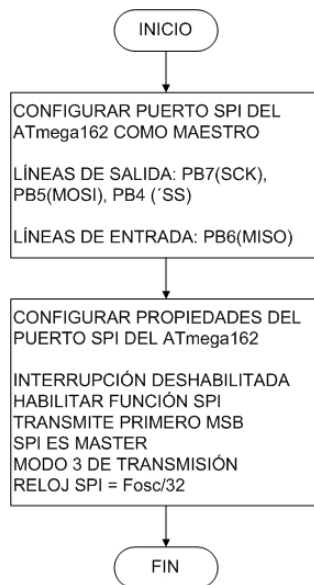 INICIO
CONFIGURAR PUERTO SPI DEL
ATmega162 COMO MAESTRO
LÍNEAS DE SALIDA: PB7(SCK),
PB5(MOSI), PB4 (´SS)
LÍNEAS DE ENTRADA: PB6(MISO)
CONFIGURAR PROPIEDADES DEL
PUERTO SPI DEL ATmega162
INTERRUPCIÓN DESHABILITADA
HABILITAR FUNCIÓN SPI
TRANSMITE PRIMERO MSB
SPI ES MASTER
MODO 3 DE TRANSMISIÓN
RELOJ SPI = Fosc/32
FIN